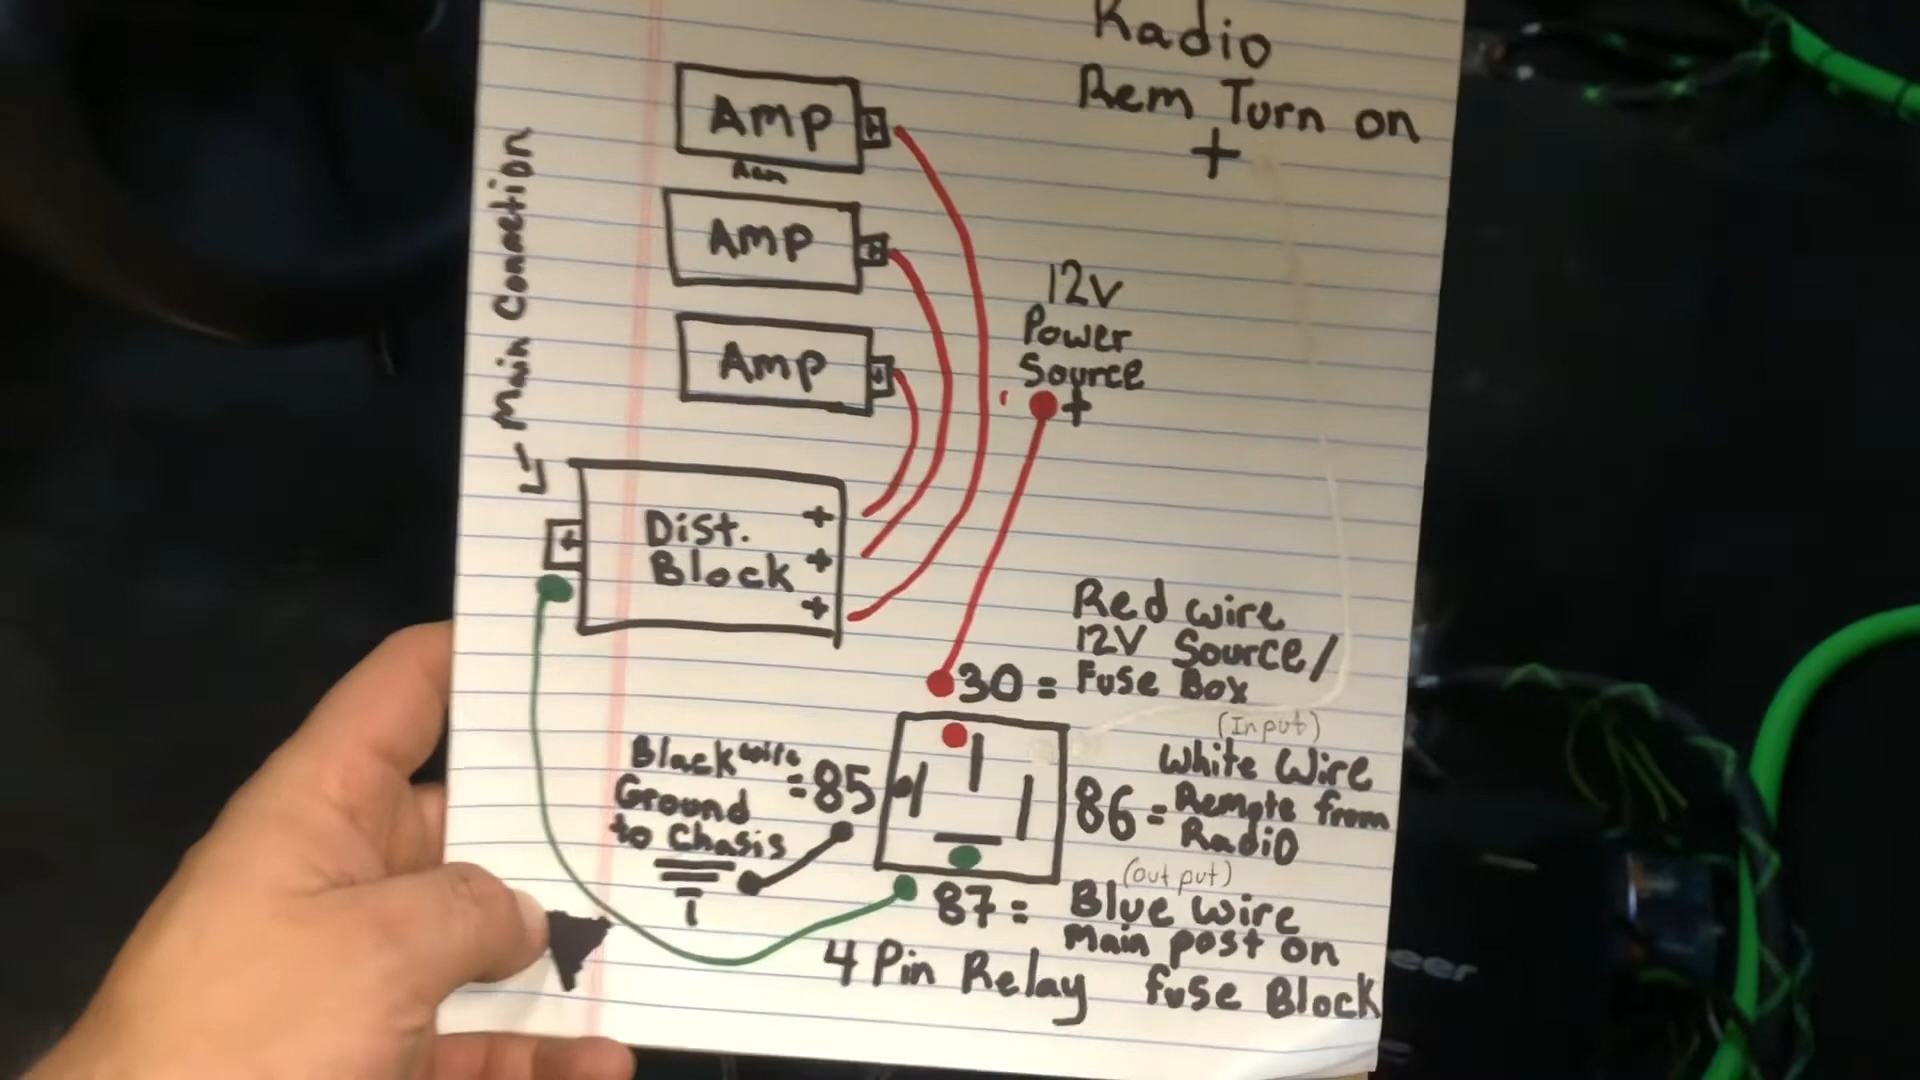 Radio
Rem Turn on
+
Main Connection
Amp
+
Rem
Amp
+
Amp
+
12V
Power
Source
+
Dist.
Block
+
+
+
+
Red wire
12V Source/
30 = Fuse Box
(Input)
Black wire
= 85
Ground
to Chasis
White Wire
86 = Remote from
Radio
(out put)
87 = Blue wire
Main post on
fuse Block
4 Pin Relay